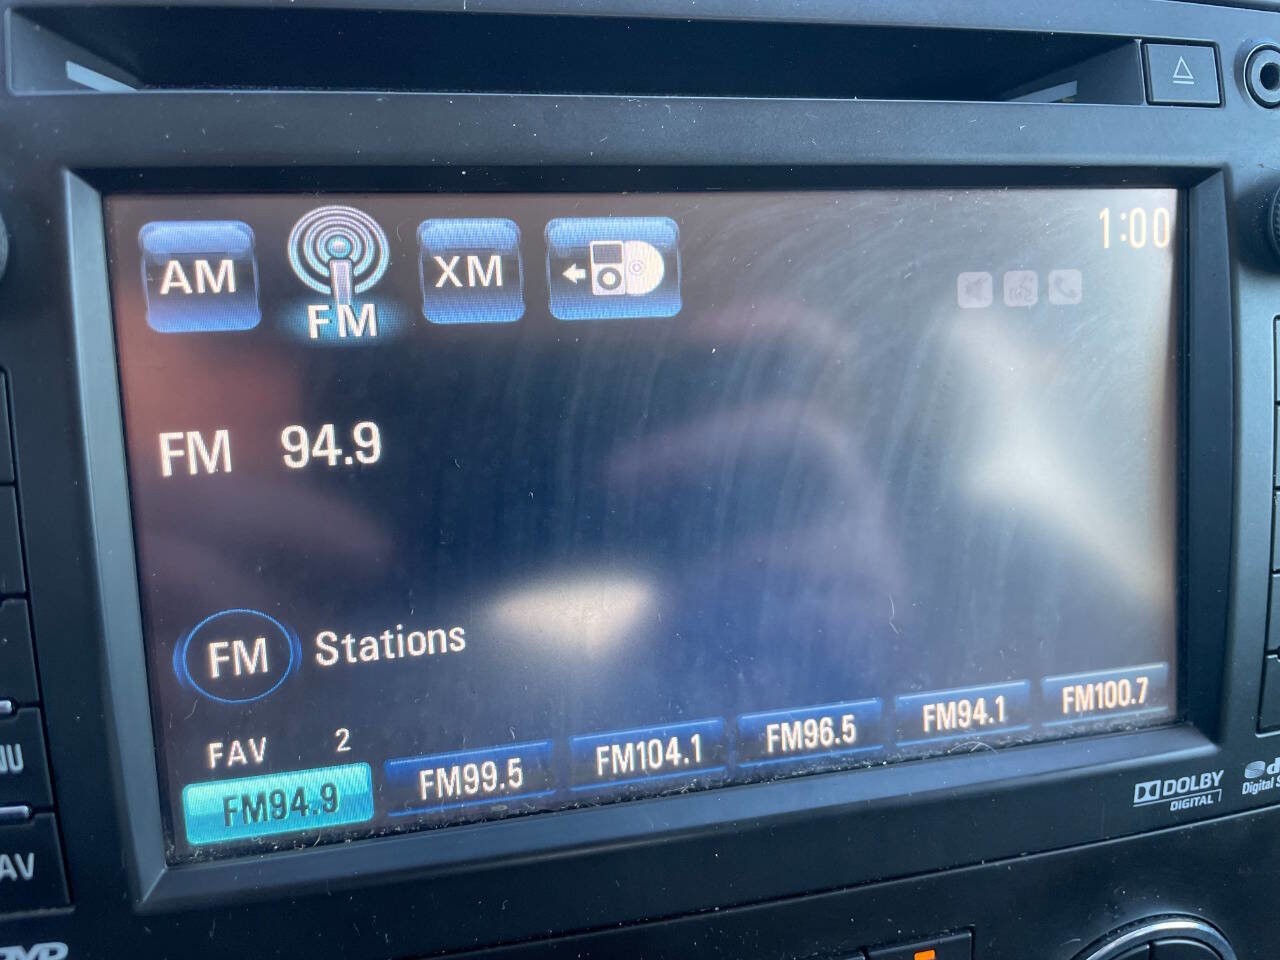 1:00
AM FM XM
FM 94.9
FM Stations
FAV 2
FM94.9 FM99.5 FM104.1 FM96.5 FM94.1 FM100.7
DOLBY
DIGITAL
Digital